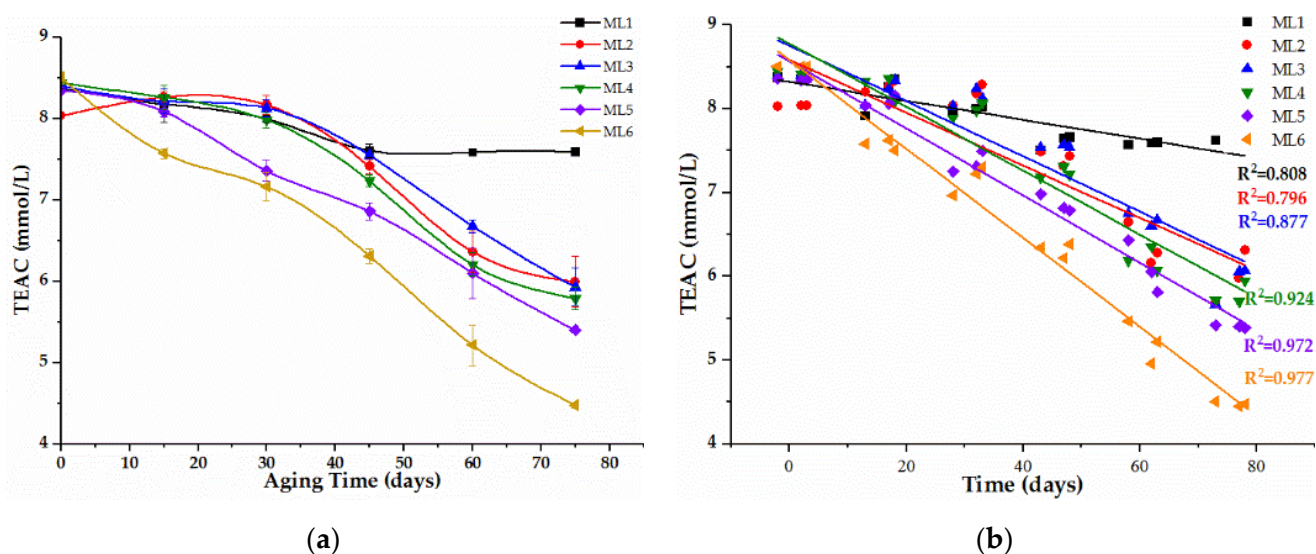 ML1
ML2
ML3
ML4
ML5
ML6
9
8
7
6
5
4
TEAC (mmol/L)
0 10 20 30 40 50 60 70 80
Aging Time (days)
(a)
ML1
ML2
ML3
ML4
ML5
ML6
9
8
7
6
5
4
TEAC (mmol/L)
R²=0.808
R²=0.796
R²=0.877
R²=0.924
R²=0.972
R²=0.977
0 20 40 60 80
Time (days)
(b)